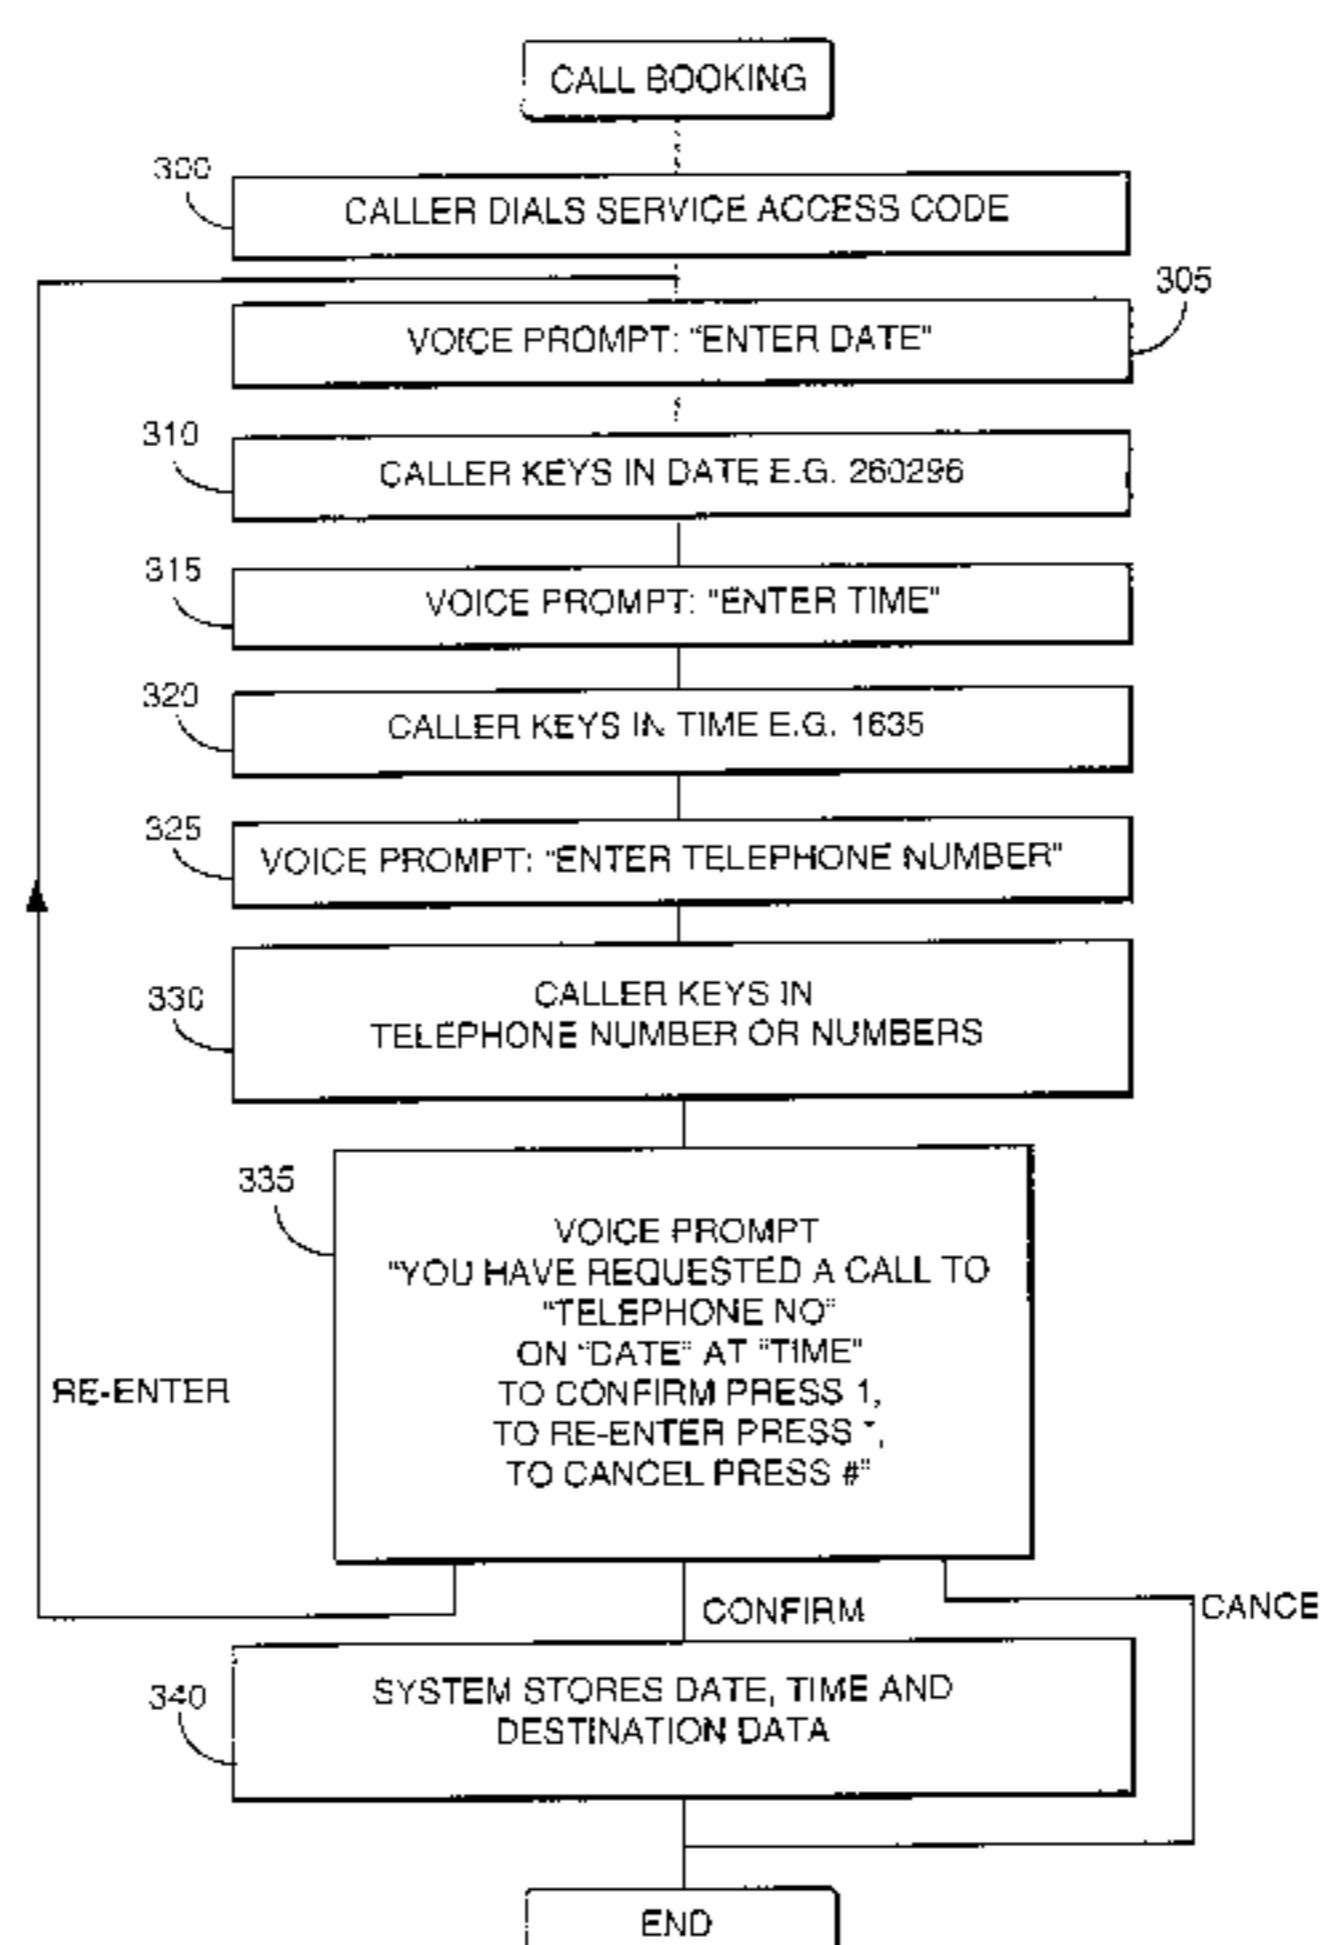 CALL BOOKING
300
CALLER DIALS SERVICE ACCESS CODE
305
VOICE PROMPT: "ENTER DATE"
310
CALLER KEYS IN DATE E.G. 260296
315
VOICE PROMPT: "ENTER TIME"
320
CALLER KEYS IN TIME E.G. 1635
325
VOICE PROMPT: "ENTER TELEPHONE NUMBER"
330
CALLER KEYS IN
TELEPHONE NUMBER OR NUMBERS
335
VOICE PROMPT
"YOU HAVE REQUESTED A CALL TO
"TELEPHONE NO"
ON "DATE" AT "TIME"
TO CONFIRM PRESS 1,
TO RE-ENTER PRESS *,
TO CANCEL PRESS #"
RE-ENTER
CONFIRM
CANCE
340
SYSTEM STORES DATE, TIME AND
DESTINATION DATA
END